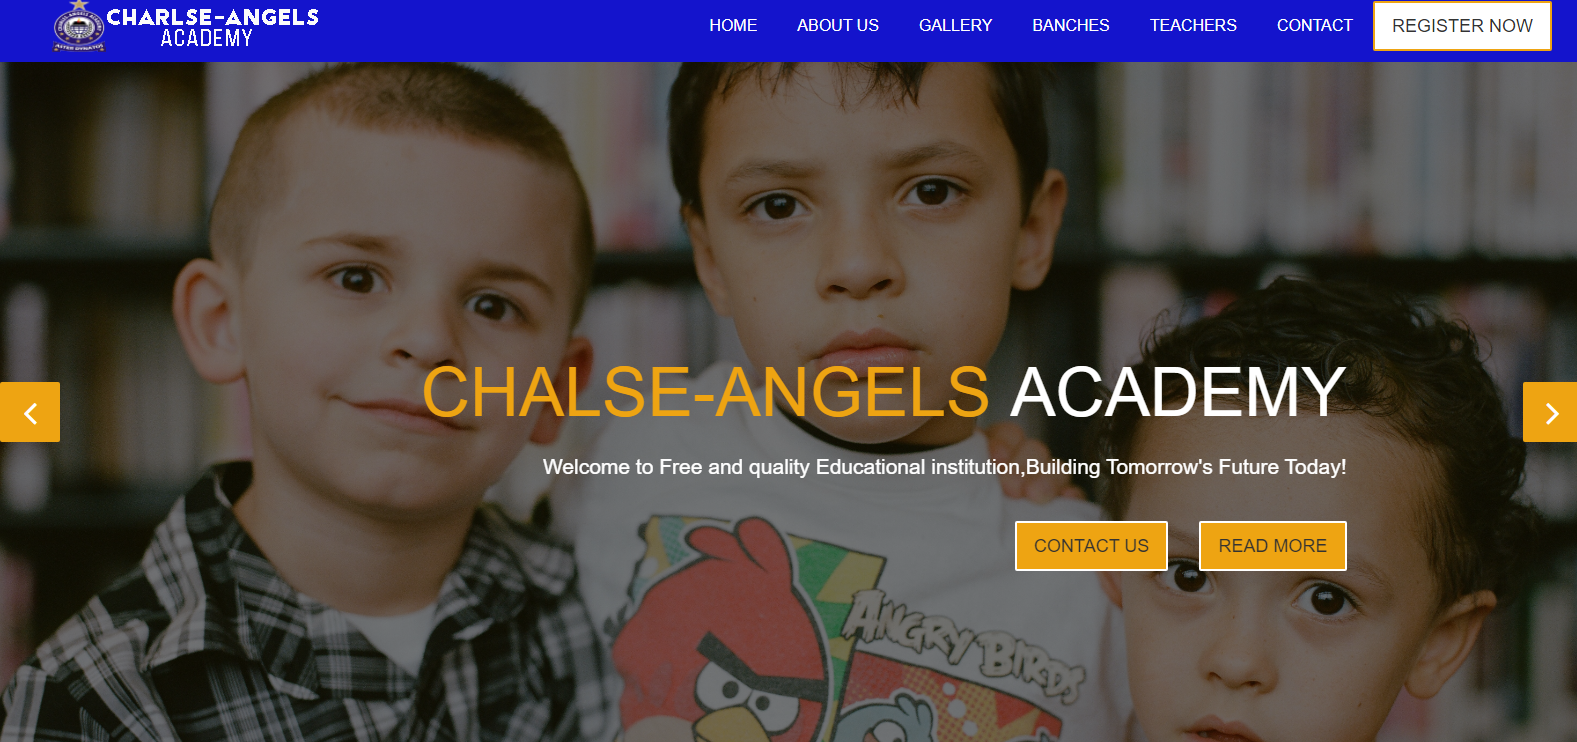 CHARLSE-ANGELS
ACADEMY
HOME ABOUT US GALLERY BANCHES TEACHERS CONTACT REGISTER NOW
CHALSE-ANGELS ACADEMY
Welcome to Free and quality Educational institution,Building Tomorrow's Future Today!
CONTACT US READ MORE
ANGRY BIRDS